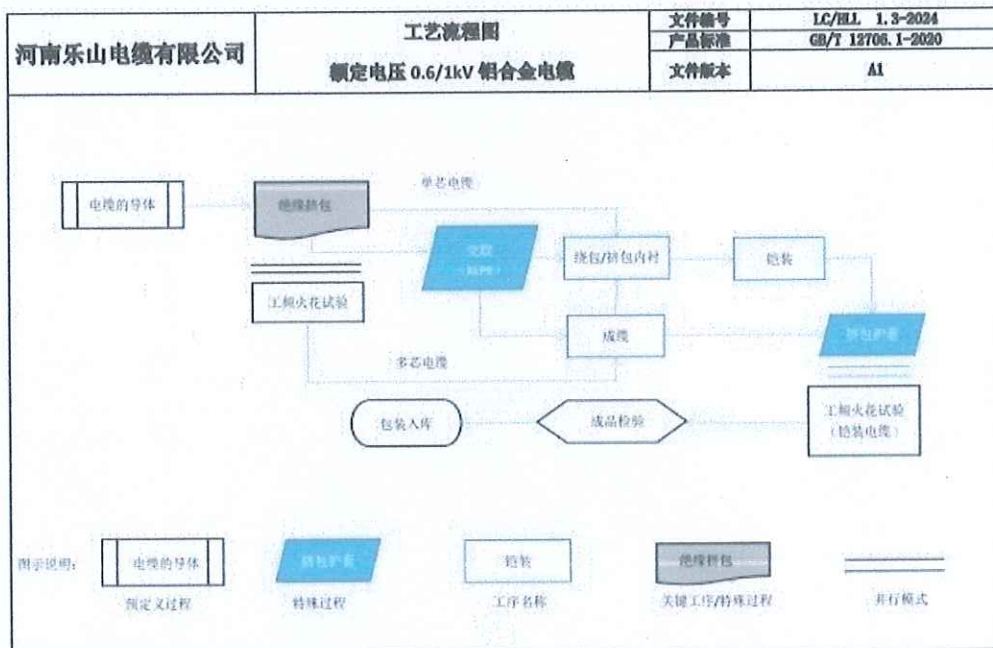 河南乐山电缆有限公司
工艺流程图
额定电压 0.6/1kV 铝合金电缆
文件编号
LC/HLL 1.3-2024
产品标准
GB/T 12706.1-2020
文件版本
A1
单芯电缆
电缆的导体
绝缘挤包
交联
绕包/挤包内衬
铠装
工频火花试验
成缆
挤包护套
多芯电缆
包装入库
成品检验
工频火花试验
（铠装电缆）
图示说明：
电缆的导体
挤包护套
铠装
绝缘挤包
预定义过程
特殊过程
工序名称
关键工序/特殊过程
并行模式